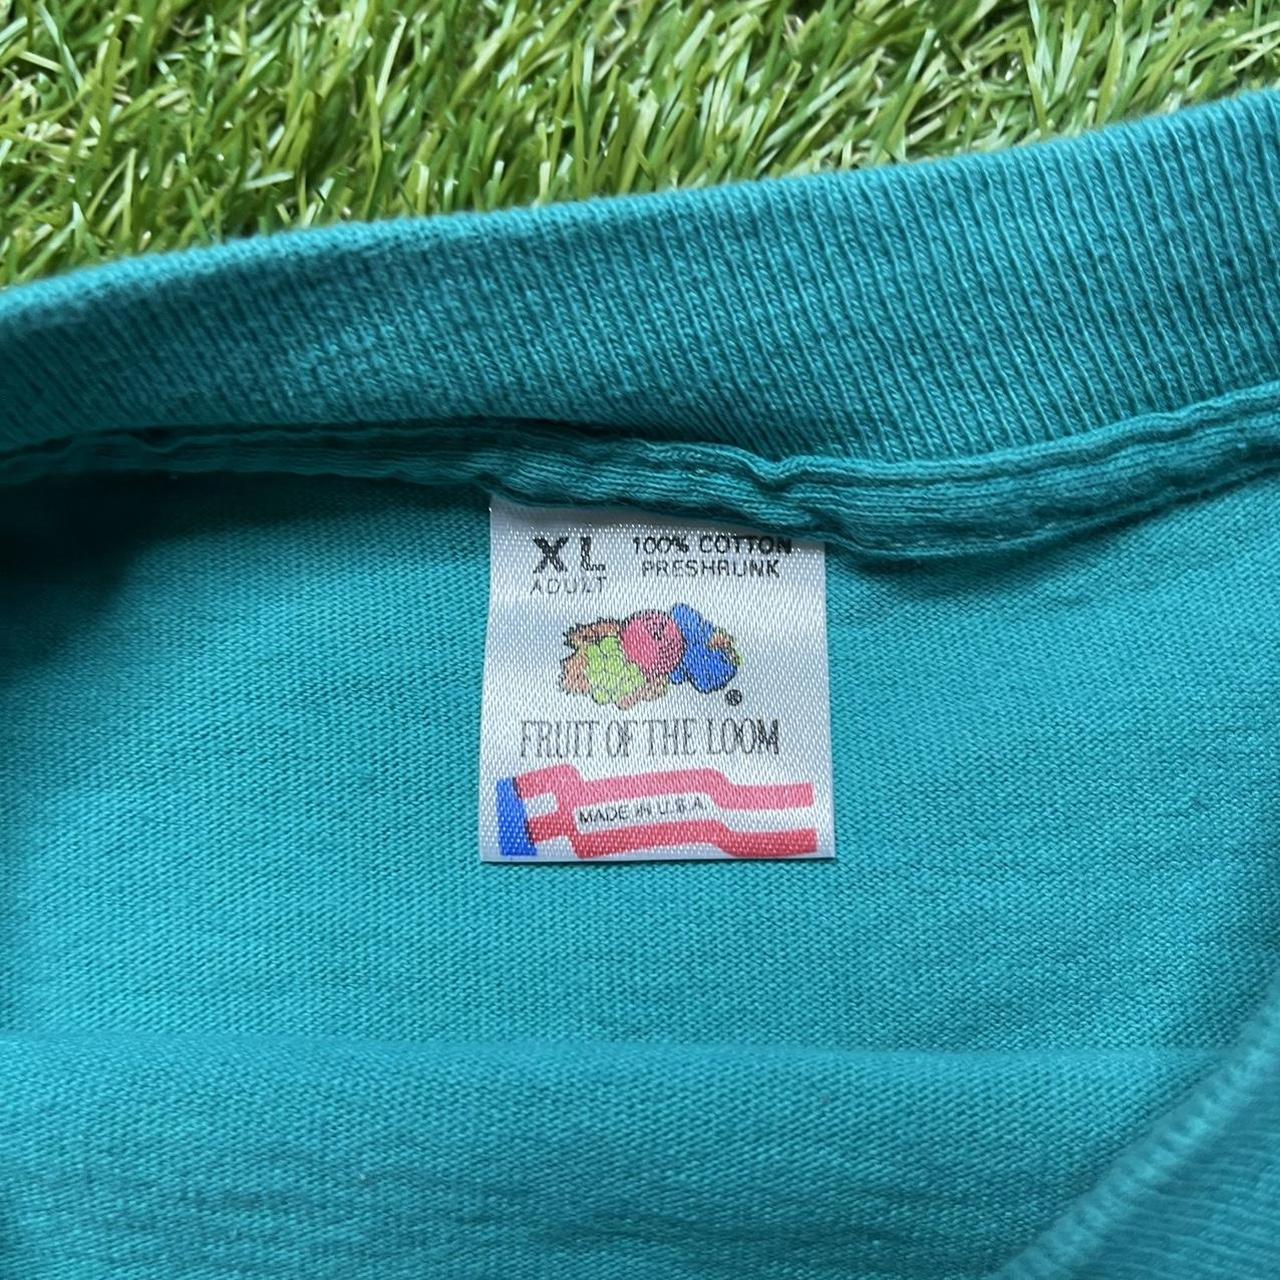 XL 100% COTTON
ADULT PRESHRUNK
®
FRUIT OF THE LOOM
MADE IN U.S.A.